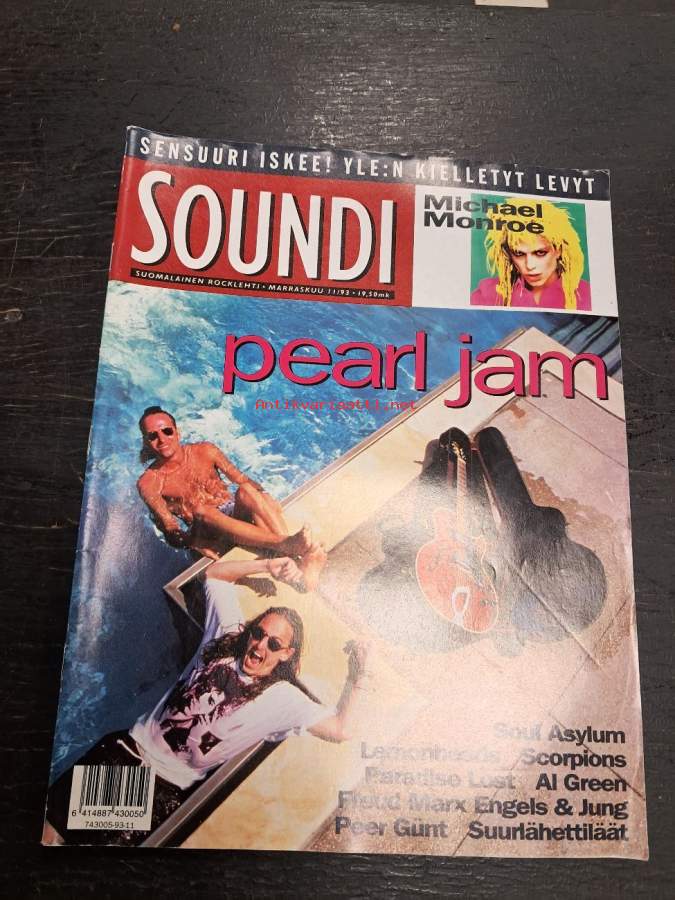 SENSUURI ISKEE! YLE:N KIELLETYT LEVYT
SOUNDI
SUOMALAINEN ROCKLEHTI • MARRASKUU 11/93 • 19,50mk
Michael
Monroe
pearl jam
Antikvariaatti.net
Soul Asylum
Lemonheads Scorpions
Paradise Lost Al Green
Freud Marx Engels & Jung
Peer Günt Suurlähettiläät
6 414887 430050
743005-93-11